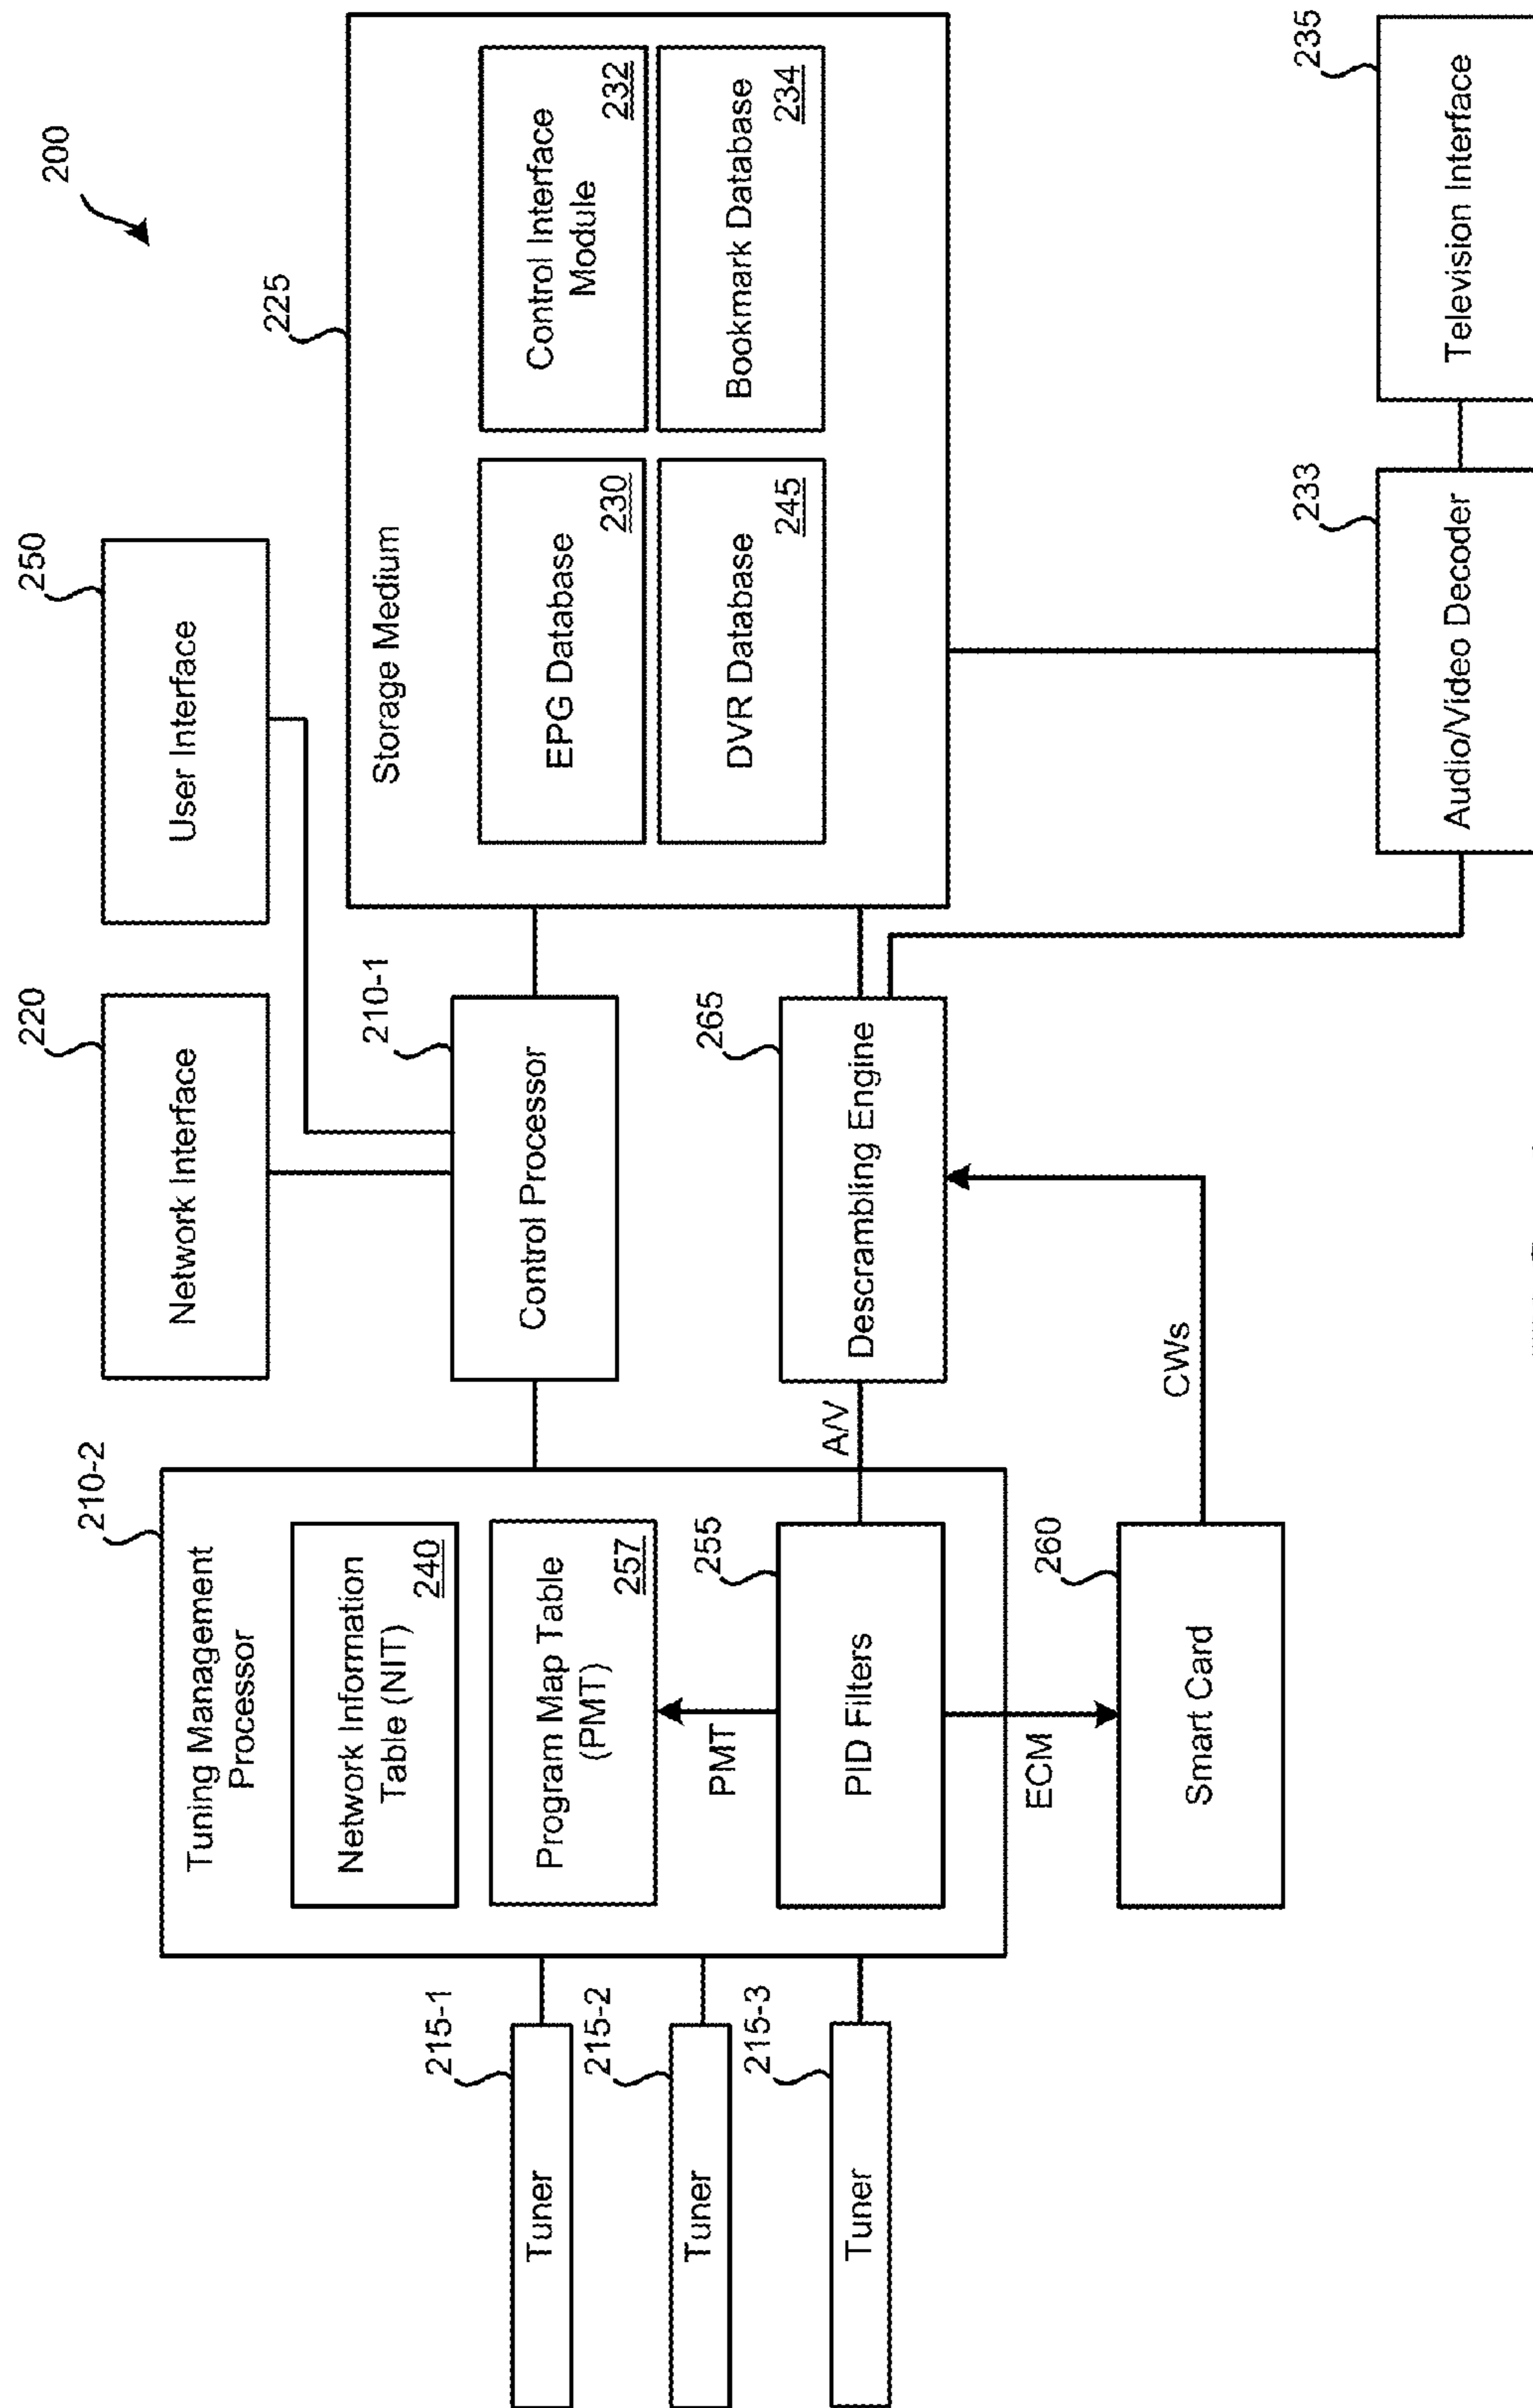 200
220
Network Interface
250
User Interface
225
Storage Medium
EPG Database
230
Control Interface
Module
232
DVR Database
245
Bookmark Database
234
210-2
Tuning Management
Processor
Network Information
Table (NIT)
240
Program Map Table
(PMT)
257
PMT
255
PID Filters
ECM
A/V
210-1
Control Processor
265
Descrambling Engine
215-1
Tuner
215-2
Tuner
215-3
Tuner
260
Smart Card
CWs
233
Audio/Video Decoder
235
Television Interface